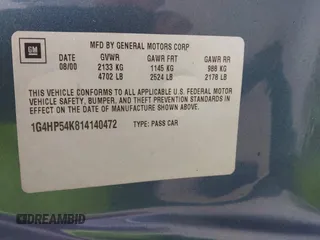 GM
MFD BY GENERAL MOTORS CORP
DATE GVWR GAWR FRT GAWR RR
08/00 2133 KG 1145 KG 988 KG
4702 LB 2524 LB 2178 LB
THIS VEHICLE CONFORMS TO ALL APPLICABLE U.S. FEDERAL MOTOR
VEHICLE SAFETY, BUMPER, AND THEFT PREVENTION STANDARDS IN
EFFECT ON THE DATE OF MANUFACTURE SHOWN ABOVE.
1G4HP54K814140472 TYPE: PASS CAR
DREAMBID